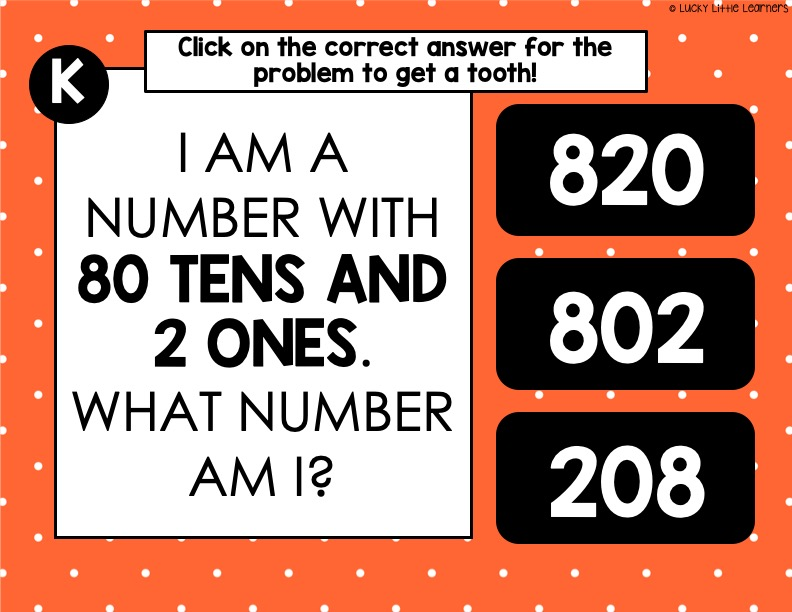 © Lucky Little Learners
Click on the correct answer for the
problem to get a tooth!
K
I AM A
NUMBER WITH
80 TENS AND
2 ONES.
WHAT NUMBER
AM I?
820
802
208